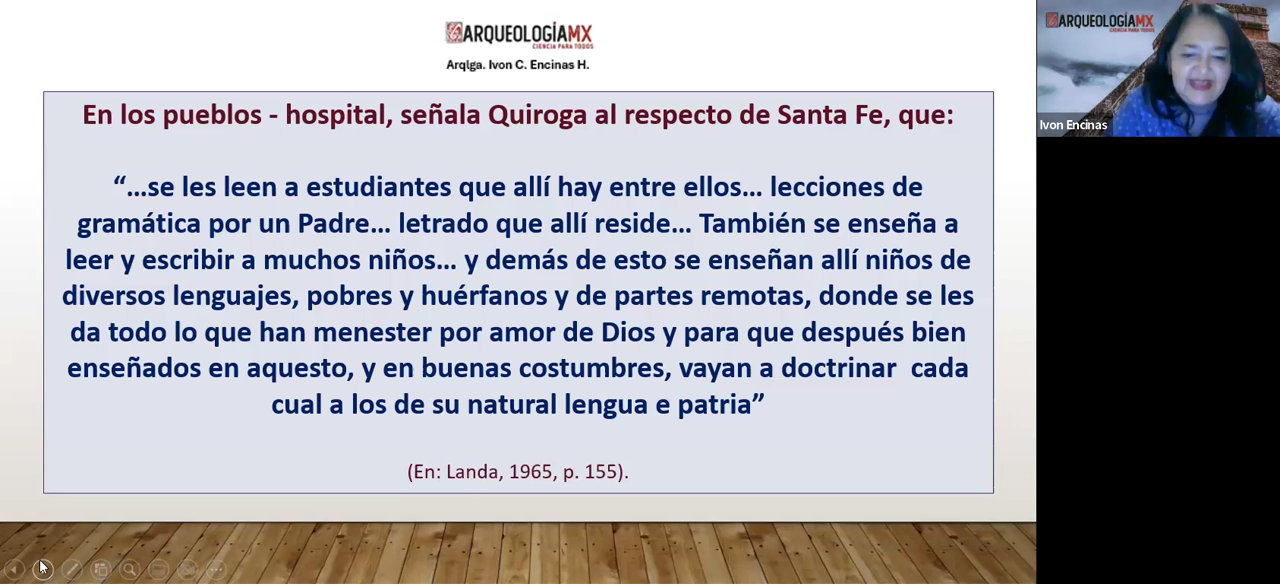 ARQUEOLOGÍAMX
CIENCIA PARA TODOS
Arqlga. Ivon C. Encinas H.
En los pueblos - hospital, señala Quiroga al respecto de Santa Fe, que:
“…se les leen a estudiantes que allí hay entre ellos… lecciones de
gramática por un Padre… letrado que allí reside… También se enseña a
leer y escribir a muchos niños… y demás de esto se enseñan allí niños de
diversos lenguajes, pobres y huérfanos y de partes remotas, donde se les
da todo lo que han menester por amor de Dios y para que después bien
enseñados en aquesto, y en buenas costumbres, vayan a doctrinar cada
cual a los de su natural lengua e patria”
(En: Landa, 1965, p. 155).
ARQUEOLOGÍAMX
CIENCIA PARA TODOS
Ivon Encinas